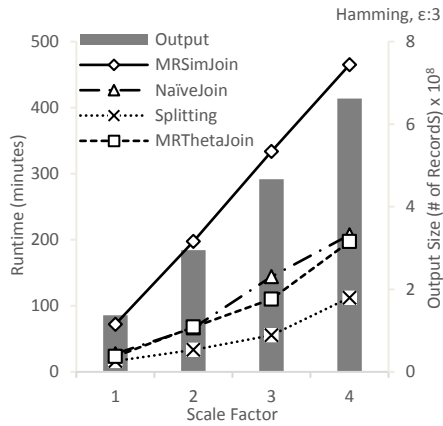 Hamming, ε:3
500
400
300
200
100
0
Runtime (minutes)
Output
MRSimJoin
NaïveJoin
Splitting
MRThetaJoin
8
6
4
2
0
Output Size (# of RecordS) x 10⁸
1 2 3 4
Scale Factor